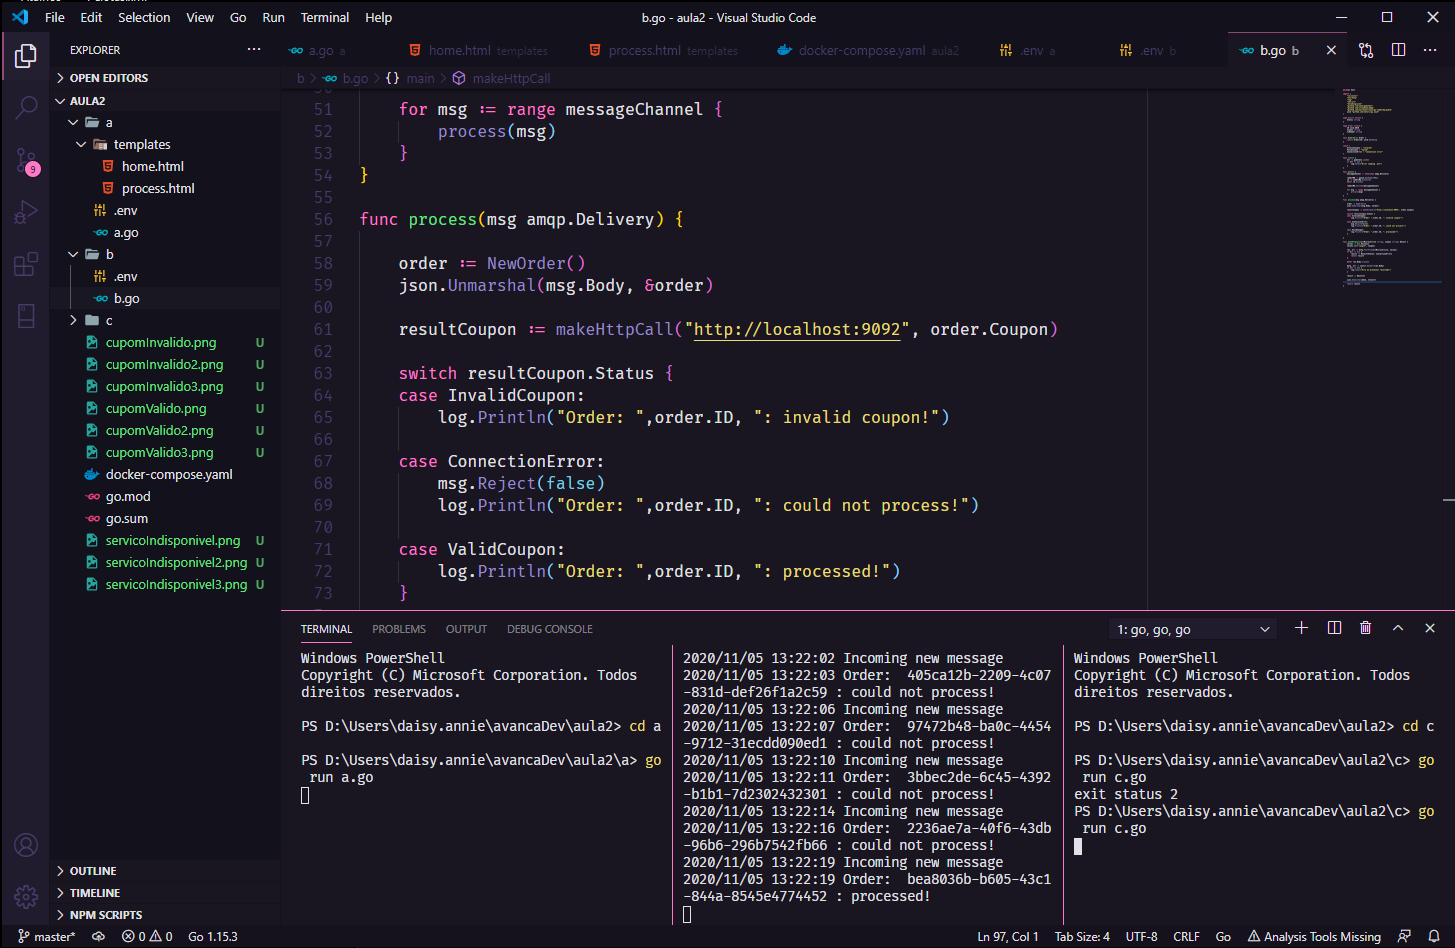 File Edit Selection View Go Run Terminal Help
b.go - aula2 - Visual Studio Code
EXPLORER
a.go a
home.html templates
process.html templates
docker-compose.yaml aula2
.env a
.env b
b.go b
OPEN EDITORS
b > b.go > {} main > makeHttpCall
AULA2
a
templates
home.html
process.html
.env
a.go
b
.env
b.go
c
cupomInvalido.png U
cupomInvalido2.png U
cupomInvalido3.png U
cupomValido.png U
cupomValido2.png U
cupomValido3.png U
docker-compose.yaml
go.mod
go.sum
servicoIndisponivel.png U
servicoIndisponivel2.png U
servicoIndisponivel3.png U
OUTLINE
TIMELINE
NPM SCRIPTS
9
51 for msg := range messageChannel {
52 process(msg)
53 }
54 }
55
56 func process(msg amqp.Delivery) {
57
58 order := NewOrder()
59 json.Unmarshal(msg.Body, &order)
60
61 resultCoupon := makeHttpCall("http://localhost:9092", order.Coupon)
62
63 switch resultCoupon.Status {
64 case InvalidCoupon:
65 log.Println("Order: ",order.ID, ": invalid coupon!")
66
67 case ConnectionError:
68 msg.Reject(false)
69 log.Println("Order: ",order.ID, ": could not process!")
70
71 case ValidCoupon:
72 log.Println("Order: ",order.ID, ": processed!")
73 }
TERMINAL PROBLEMS OUTPUT DEBUG CONSOLE
1: go, go, go
Windows PowerShell
Copyright (C) Microsoft Corporation. Todos
direitos reservados.
PS D:\Users\daisy.annie\avancaDev\aula2> cd a
PS D:\Users\daisy.annie\avancaDev\aula2\a> go
run a.go
2020/11/05 13:22:02 Incoming new message
2020/11/05 13:22:03 Order:  405ca12b-2209-4c07
-831d-def26f1a2c59 : could not process!
2020/11/05 13:22:06 Incoming new message
2020/11/05 13:22:07 Order:  97472b48-ba0c-4454
-9712-31ecdd090ed1 : could not process!
2020/11/05 13:22:10 Incoming new message
2020/11/05 13:22:11 Order:  3bbec2de-6c45-4392
-b1b1-7d2302432301 : could not process!
2020/11/05 13:22:14 Incoming new message
2020/11/05 13:22:16 Order:  2236ae7a-40f6-43db
-96b6-296b7542fb66 : could not process!
2020/11/05 13:22:19 Incoming new message
2020/11/05 13:22:19 Order:  bea8036b-b605-43c1
-844a-8545e4774452 : processed!
Windows PowerShell
Copyright (C) Microsoft Corporation. Todos
direitos reservados.
PS D:\Users\daisy.annie\avancaDev\aula2> cd c
PS D:\Users\daisy.annie\avancaDev\aula2\c> go
run c.go
exit status 2
PS D:\Users\daisy.annie\avancaDev\aula2\c> go
run c.go
master* 0 0 Go 1.15.3
Ln 97, Col 1 Tab Size: 4 UTF-8 CRLF Go Analysis Tools Missing